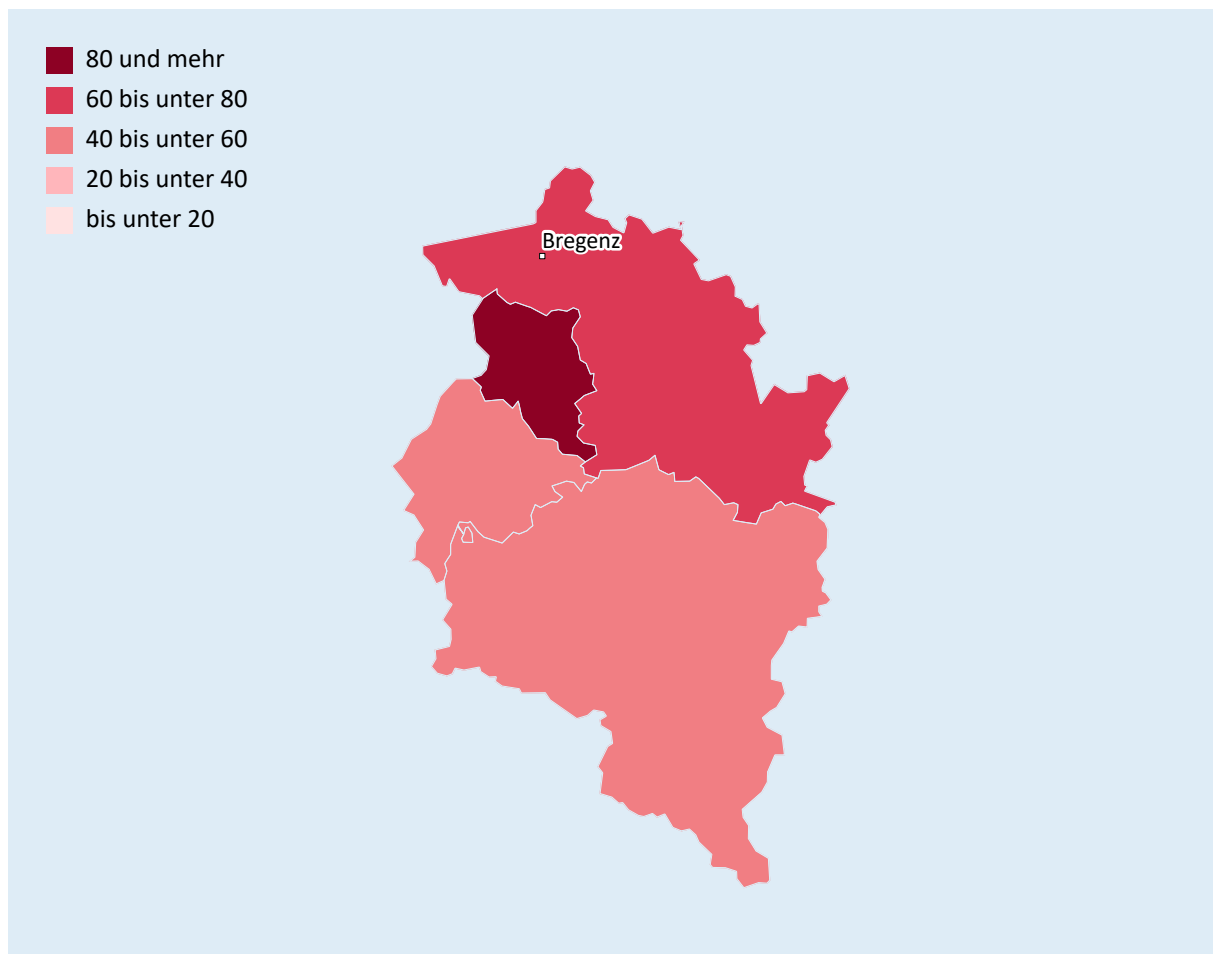 80 und mehr
60 bis unter 80
40 bis unter 60
20 bis unter 40
bis unter 20
Bregenz